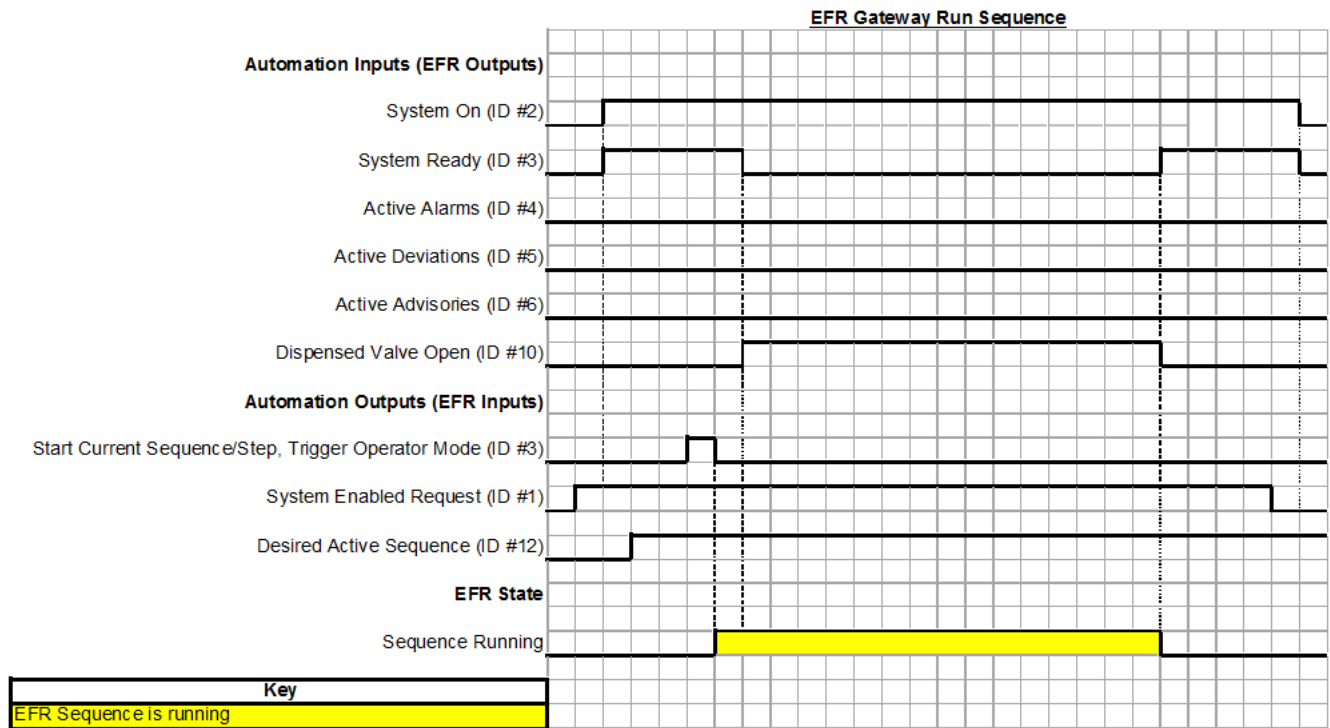 EFR Gateway Run Sequence
Automation Inputs (EFR Outputs)
System On (ID #2)
System Ready (ID #3)
Active Alarms (ID #4)
Active Deviations (ID #5)
Active Advisories (ID #6)
Dispensed Valve Open (ID #10)
Automation Outputs (EFR Inputs)
Start Current Sequence/Step, Trigger Operator Mode (ID #3)
System Enabled Request (ID #1)
Desired Active Sequence (ID #12)
EFR State
Sequence Running
Key
EFR Sequence is running